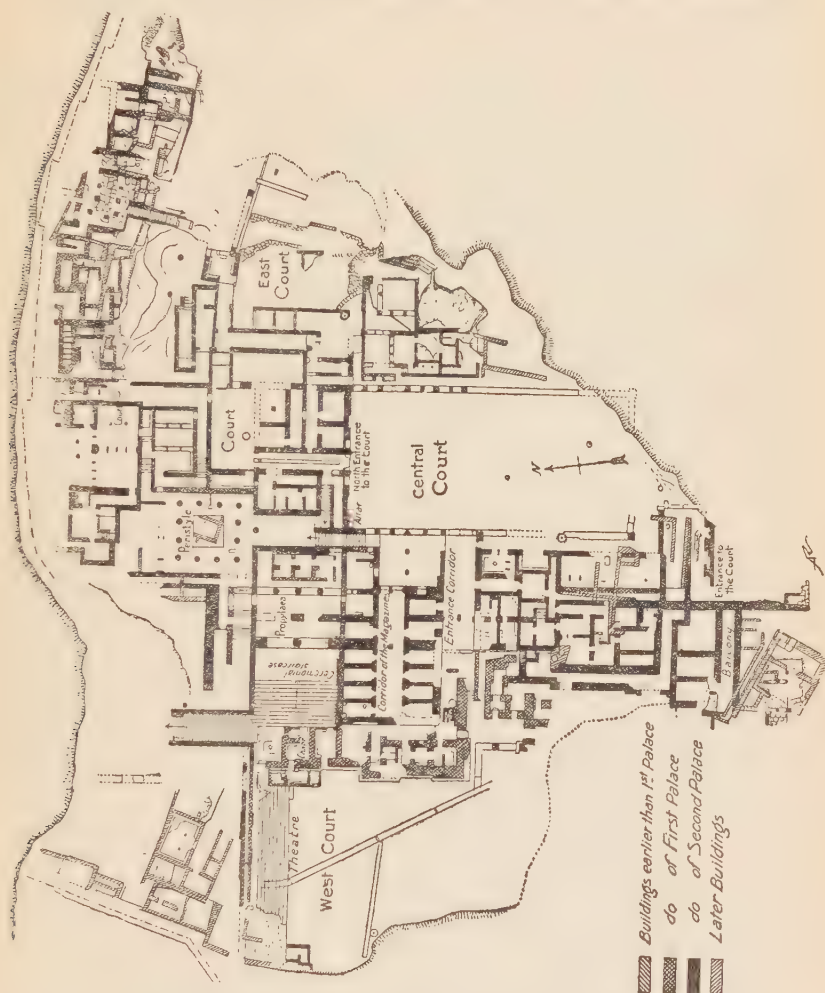 East
Court
Court
North Entrance
to the Court
Central
Court
N
Altar
Peristyle
Propylaea
Ceremonial
staircase
Corridor of the Magazines
Entrance Corridor
Theatre
West Court
Entrance to
the Court
Balcony
Buildings earlier than 1st Palace
do of First Palace
do of Second Palace
Later Buildings